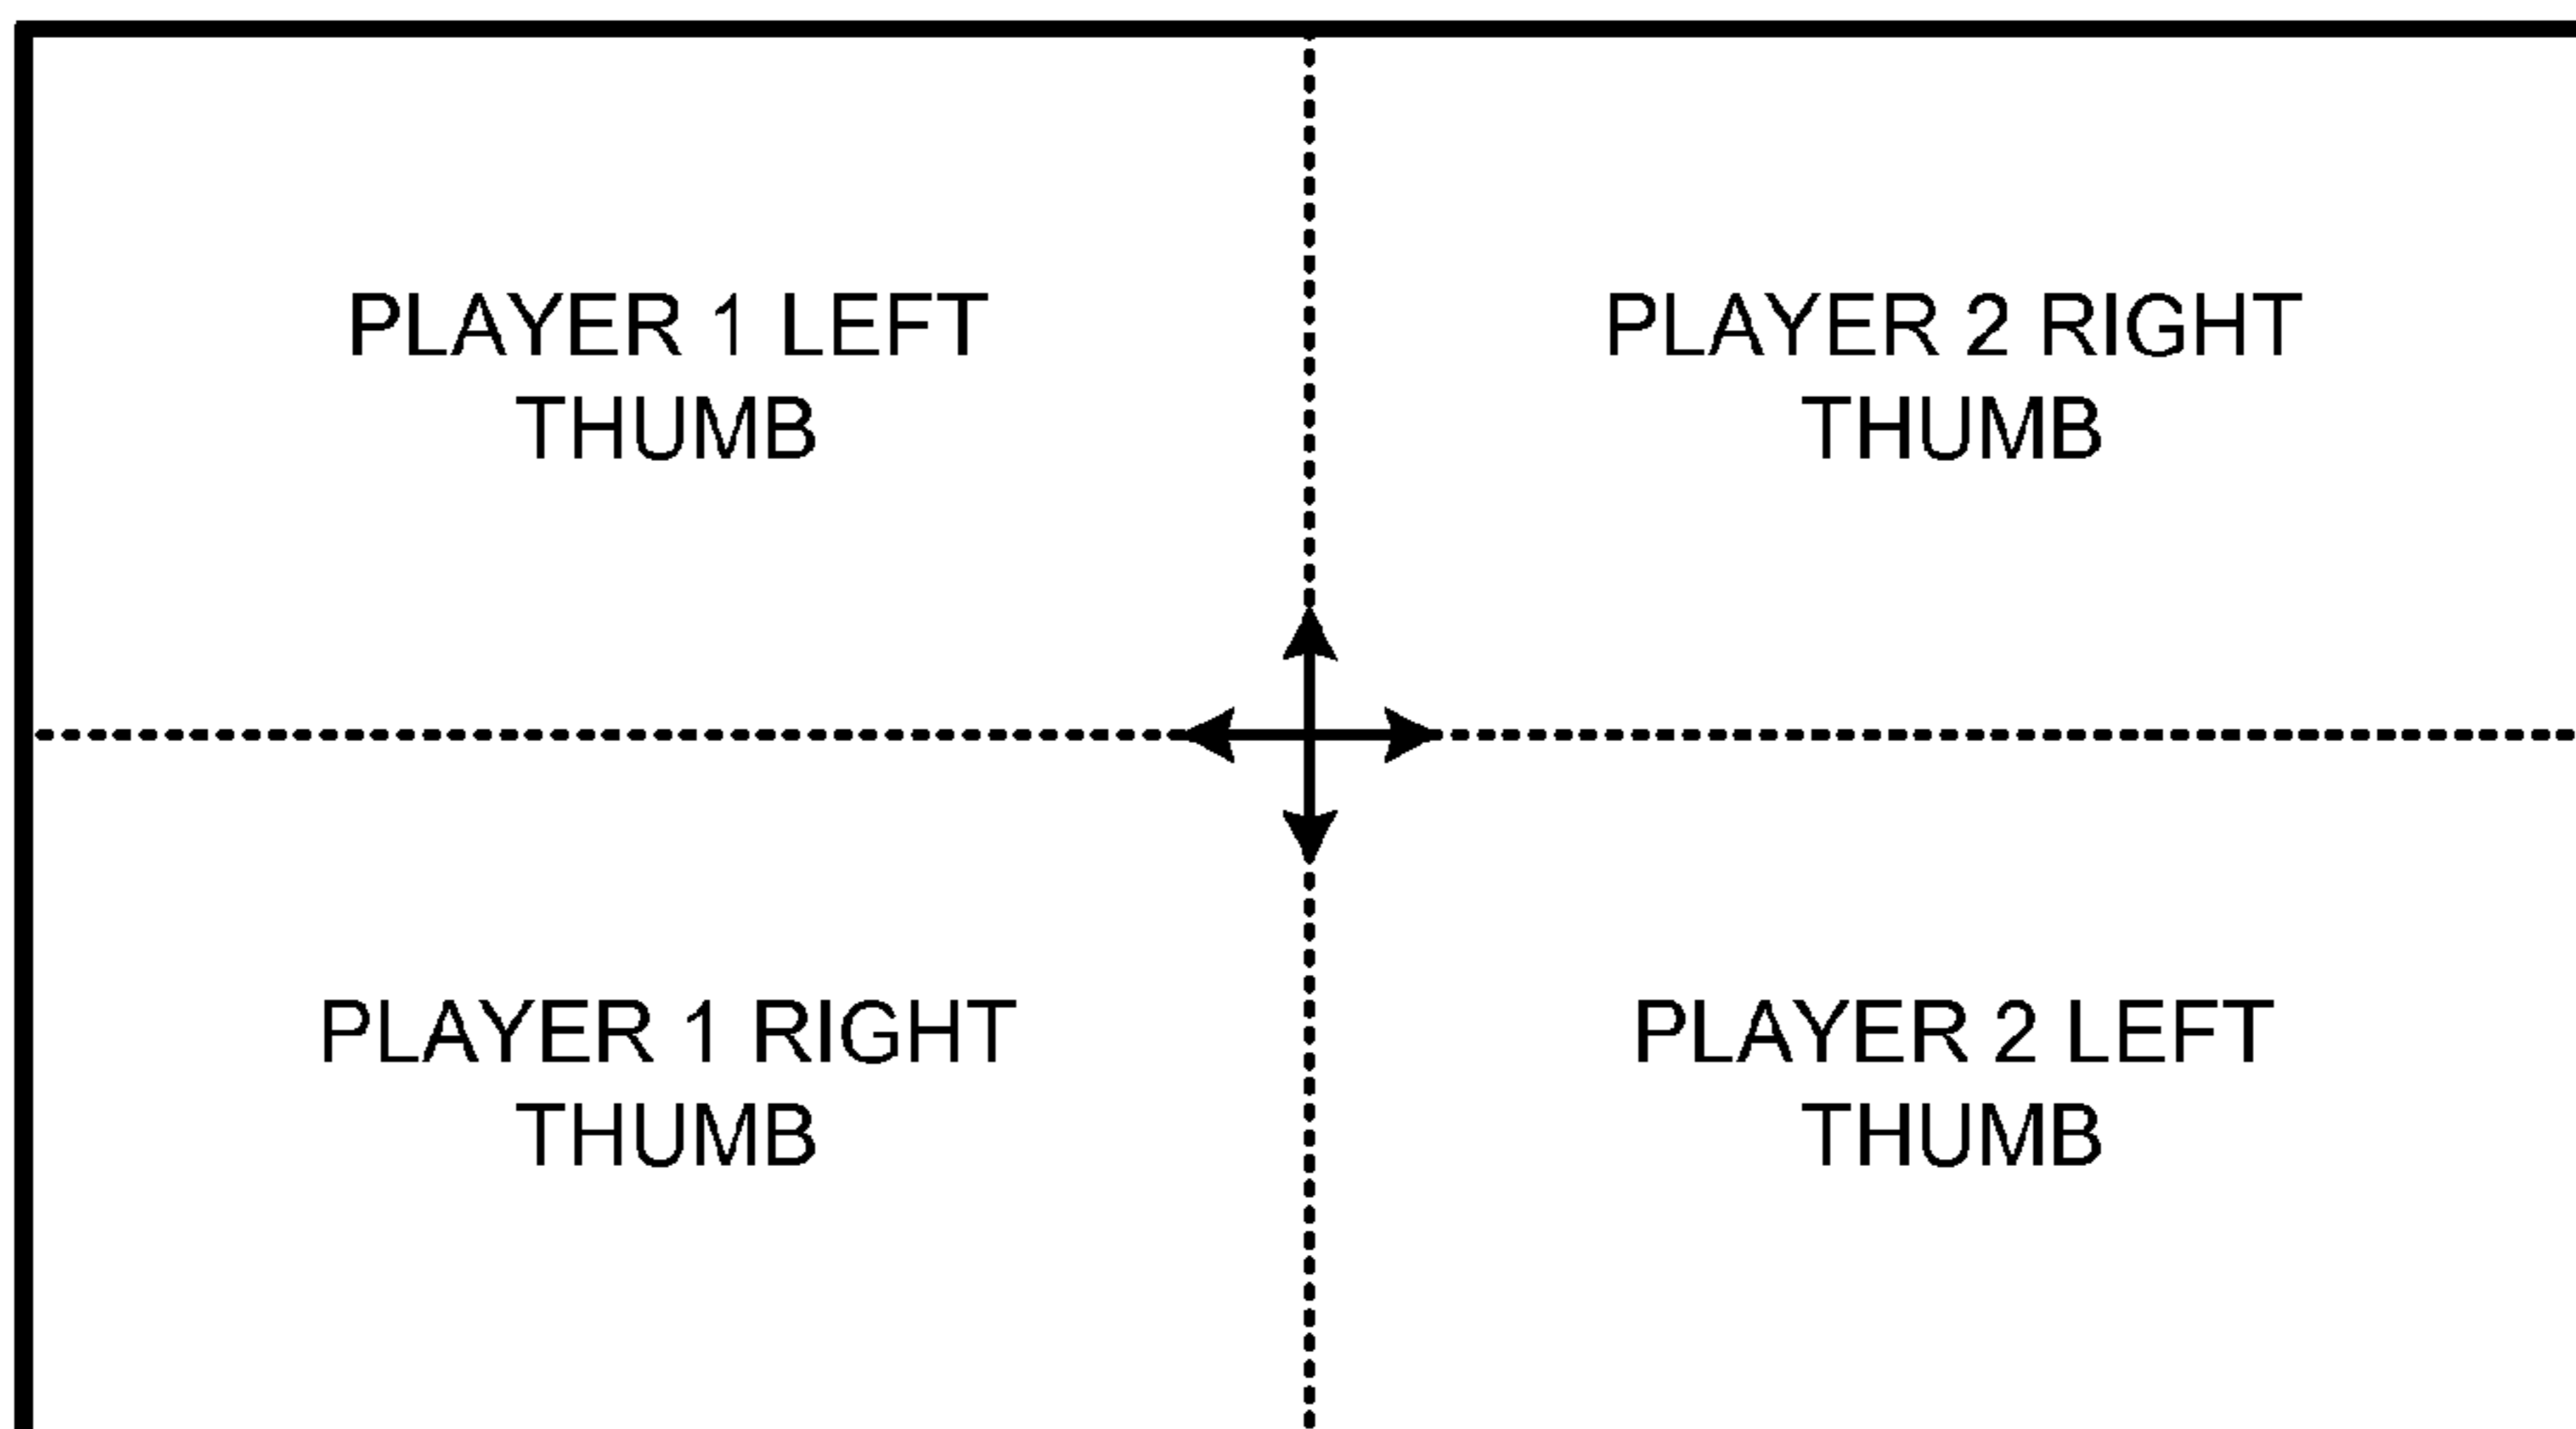 PLAYER 1 LEFT
THUMB
PLAYER 2 RIGHT
THUMB
PLAYER 1 RIGHT
THUMB
PLAYER 2 LEFT
THUMB